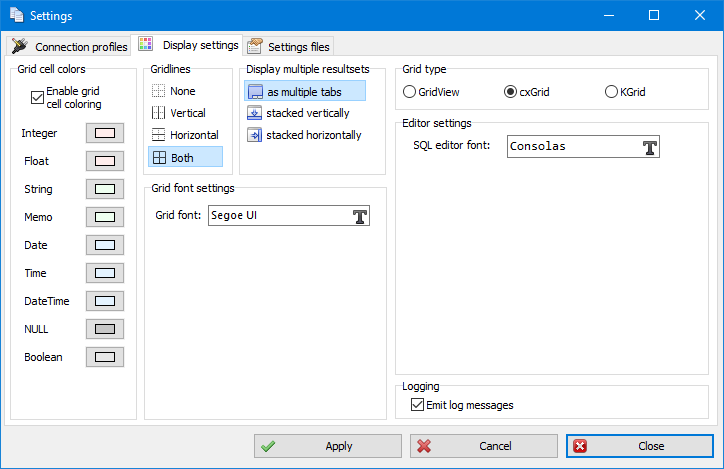 Settings
Connection profiles
Display settings
Settings files
Grid cell colors
Enable grid
cell coloring
Integer
Float
String
Memo
Date
Time
DateTime
NULL
Boolean
Gridlines
None
Vertical
Horizontal
Both
Display multiple resultsets
as multiple tabs
stacked vertically
stacked horizontally
Grid font settings
Grid font: Segoe UI
Grid type
GridView cxGrid KGrid
Editor settings
SQL editor font: Consolas
Logging
Emit log messages
Apply Cancel Close